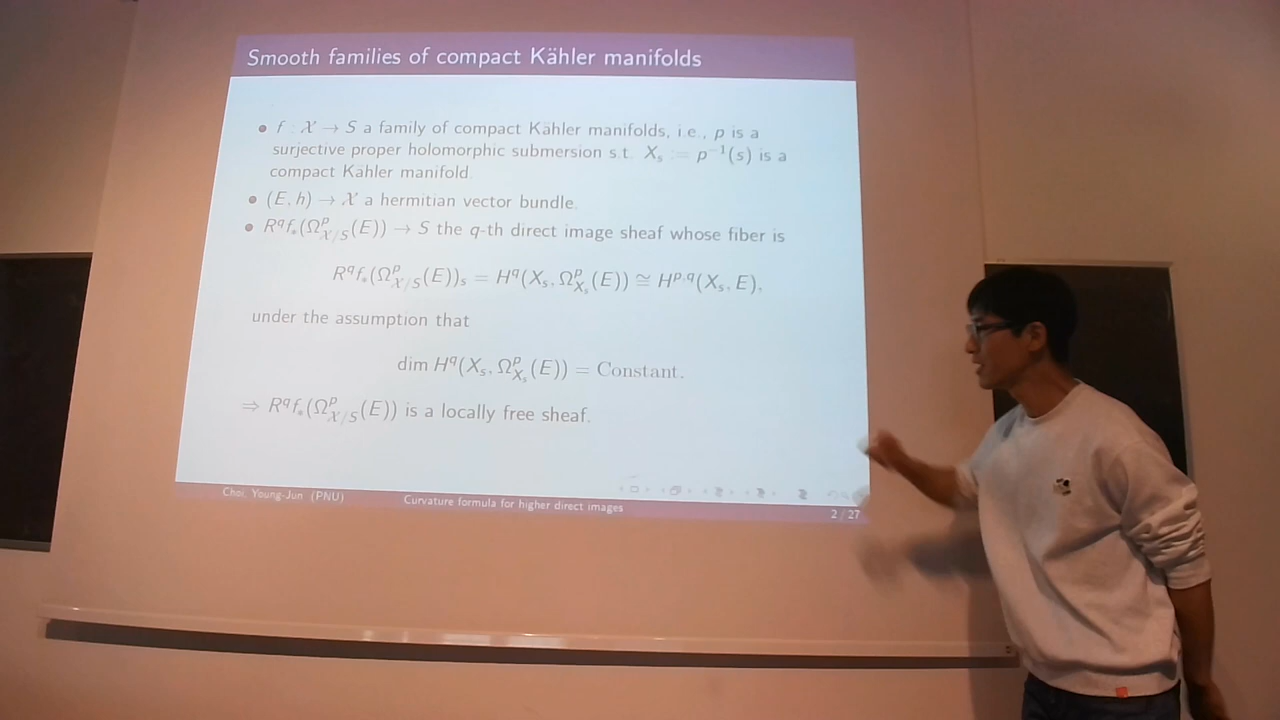 Smooth families of compact Kähler manifolds
• f : 𝒳 → S a family of compact Kähler manifolds, i.e., p is a
surjective proper holomorphic submersion s.t. Xₛ := p⁻¹(s) is a
compact Kähler manifold.
• (E, h) → 𝒳 a hermitian vector bundle.
• R^q f_*(Ω^p_{𝒳/S}(E)) → S the q-th direct image sheaf whose fiber is
R^q f_*(Ω^p_{𝒳/S}(E))_s = H^q(X_s, Ω^p_{X_s}(E)) ≅ H^{p,q}(X_s, E),
under the assumption that
dim H^q(X_s, Ω^p_{X_s}(E)) = Constant.
⇒ R^q f_*(Ω^p_{𝒳/S}(E)) is a locally free sheaf.
Choi, Young-Jun (PNU) Curvature formula for higher direct images 2 / 27